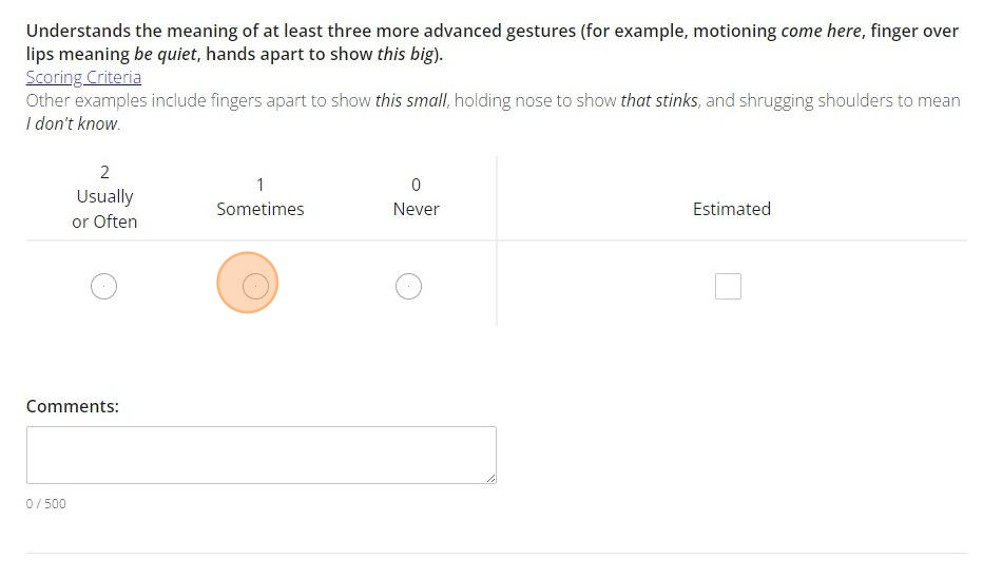 Understands the meaning of at least three more advanced gestures (for example, motioning come here, finger over
lips meaning be quiet, hands apart to show this big).
Scoring Criteria
Other examples include fingers apart to show this small, holding nose to show that stinks, and shrugging shoulders to mean
I don't know.
2
Usually
or Often
1
Sometimes
0
Never
Estimated
Comments:
0 / 500